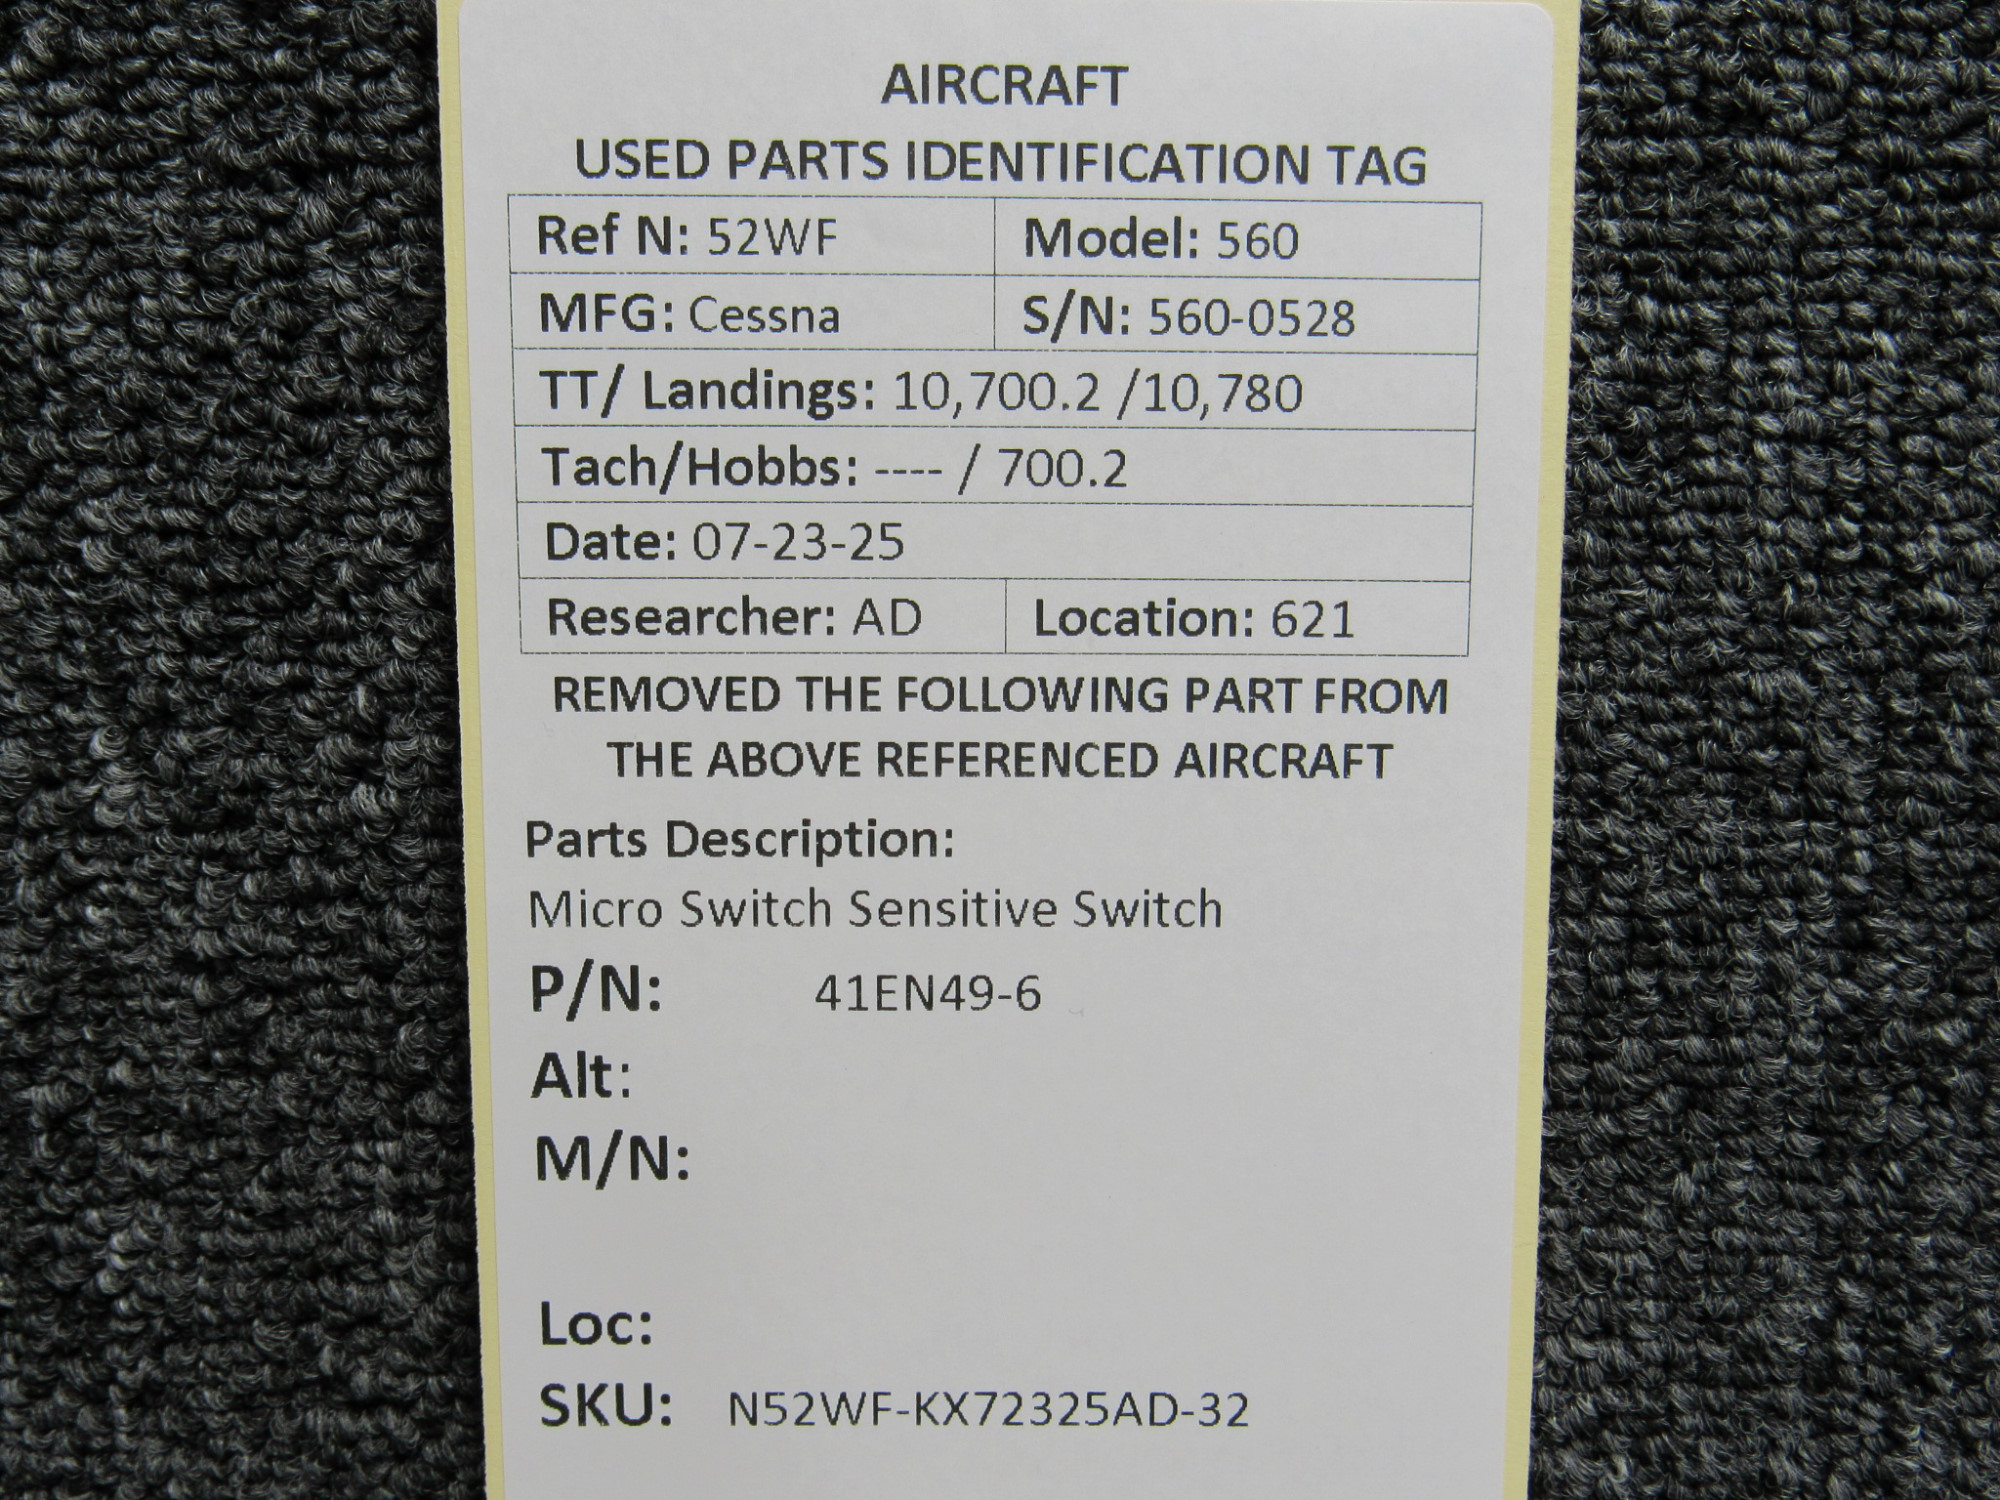 AIRCRAFT
USED PARTS IDENTIFICATION TAG
Ref N: 52WF Model: 560
MFG: Cessna S/N: 560-0528
TT/ Landings: 10,700.2 /10,780
Tach/Hobbs: ---- / 700.2
Date: 07-23-25
Researcher: AD Location: 621
REMOVED THE FOLLOWING PART FROM
THE ABOVE REFERENCED AIRCRAFT
Parts Description:
Micro Switch Sensitive Switch
P/N: 41EN49-6
Alt:
M/N:
Loc:
SKU: N52WF-KX72325AD-32